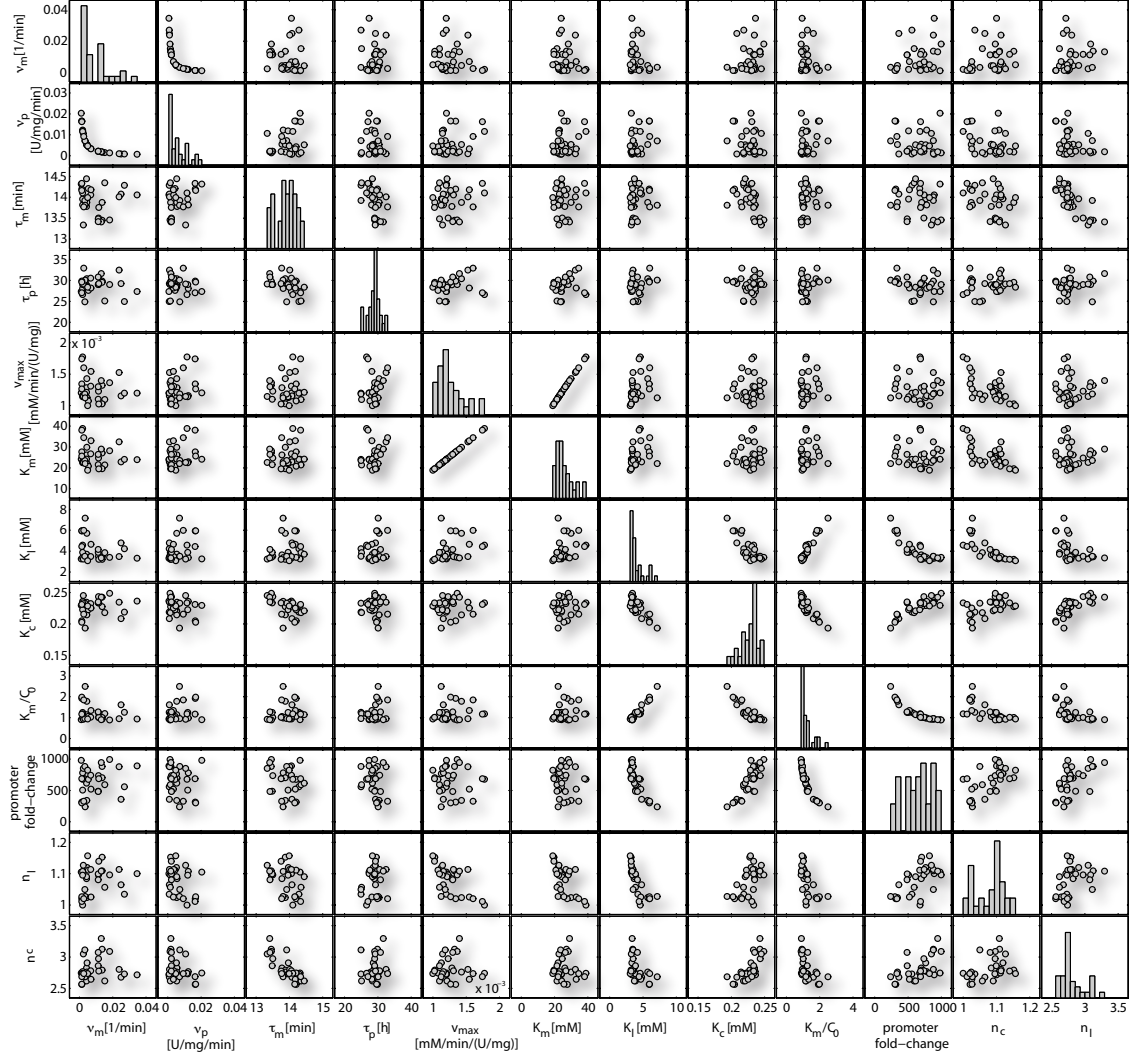 0.04
ν_m[1/min]
0.02
0
0.03
ν_p
[U/mg/min]
0.01
0
14.5
τ_m[min]
14
13.5
13
35
τ_p[h]
30
25
20
x 10⁻³
2
v_max
[mM/min/(U/mg)]
1.5
1
40
K_m[mM]
30
20
10
8
K_I[mM]
6
4
2
0.25
K_c[mM]
0.2
0.15
3
K_m/C_0
2
1
0
1000
promoter
fold−change
500
0
1.2
n_I
1.1
1
3.5
n^c
3
2.5
x 10⁻³
0 0.02 0.04 0 0.02 0.04 13 14 15 20 30 40 1 1.5 2 0 20 40 0 5 10 0.15 0.2 0.25 0 2 4 0 500 1000 1 1.1 1.2 2.5 3 3.5
ν_m[1/min] ν_p τ_m[min] τ_p[h] v_max K_m[mM] K_I[mM] K_c[mM] K_m/C_0 promoter n_c n_I
[U/mg/min] [mM/min/(U/mg)] fold−change